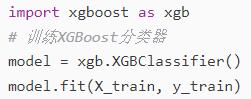 import xgboost as xgb
# 训练XGBoost分类器
model = xgb.XGBClassifier()
model.fit(X_train, y_train)